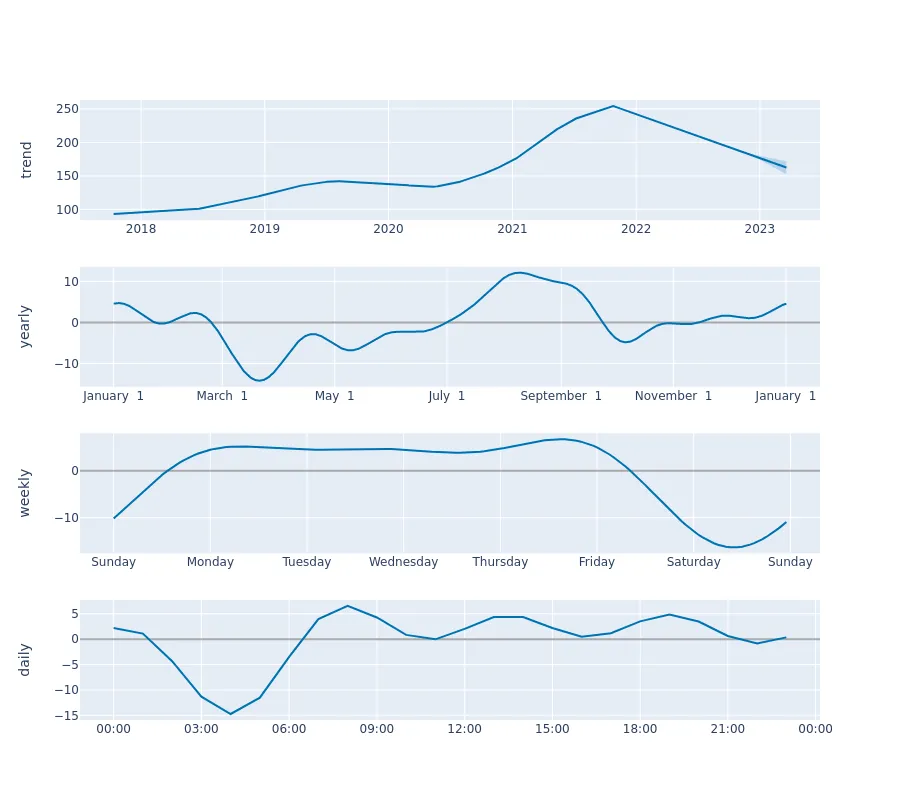 trend
250
200
150
100
2018 2019 2020 2021 2022 2023
yearly
10
0
−10
January 1 March 1 May 1 July 1 September 1 November 1 January 1
weekly
0
−10
Sunday Monday Tuesday Wednesday Thursday Friday Saturday Sunday
daily
5
0
−5
−10
−15
00:00 03:00 06:00 09:00 12:00 15:00 18:00 21:00 00:00